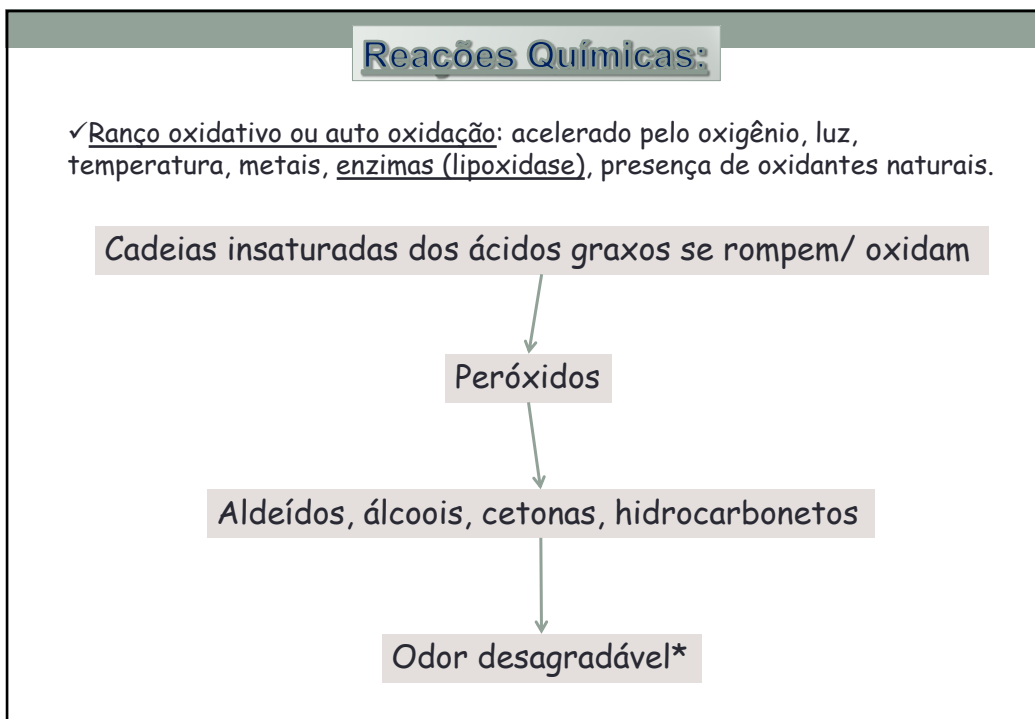 Reações Químicas:
✓Ranço oxidativo ou auto oxidação: acelerado pelo oxigênio, luz,
temperatura, metais, enzimas (lipoxidase), presença de oxidantes naturais.
Cadeias insaturadas dos ácidos graxos se rompem/ oxidam
Peróxidos
Aldeídos, álcoois, cetonas, hidrocarbonetos
Odor desagradável*